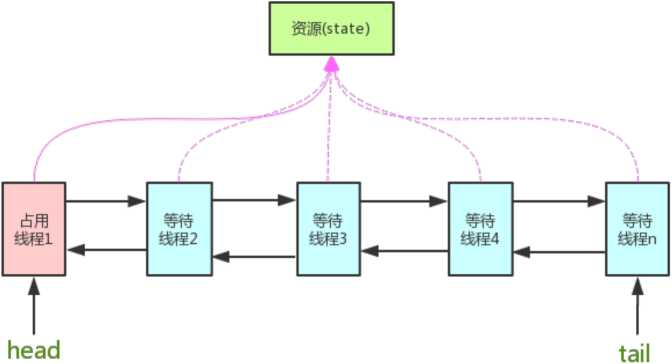 资源(state)
占用
线程1
等待
线程2
等待
线程3
等待
线程4
等待
线程n
head
tail